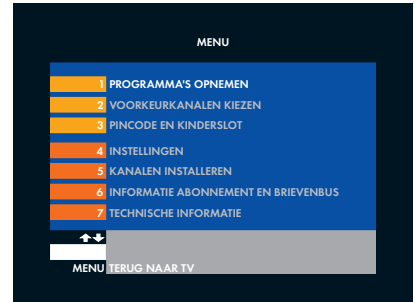 MENU
1 PROGRAMMA'S OPNEMEN
2 VOORKEURKANALEN KIEZEN
3 PINCODE EN KINDERSLOT
4 INSTELLINGEN
5 KANALEN INSTALLEREN
6 INFORMATIE ABONNEMENT EN BRIEVENBUS
7 TECHNISCHE INFORMATIE
MENU TERUG NAAR TV